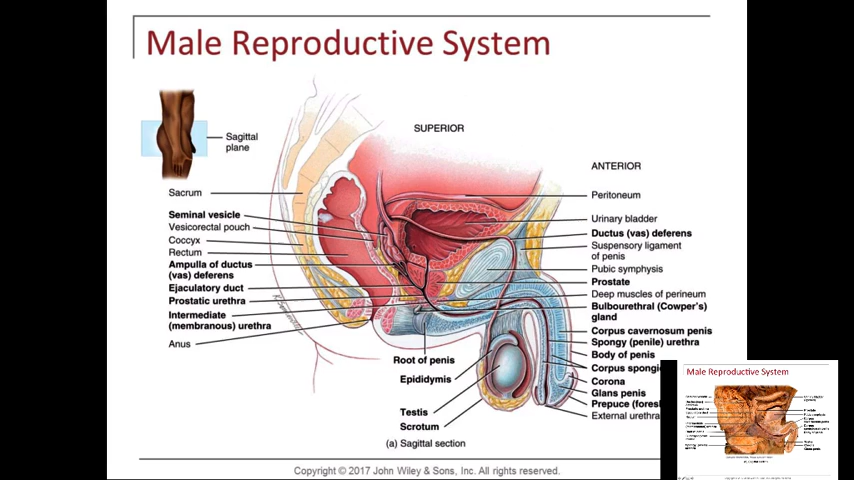 Male Reproductive System
Sagittal
plane
SUPERIOR
ANTERIOR
Sacrum
Seminal vesicle
Vesicorectal pouch
Coccyx
Rectum
Ampulla of ductus
(vas) deferens
Ejaculatory duct
Prostatic urethra
Intermediate
(membranous) urethra
Anus
Peritoneum
Urinary bladder
Ductus (vas) deferens
Suspensory ligament
of penis
Pubic symphysis
Prostate
Deep muscles of perineum
Bulbourethral (Cowper's)
gland
Corpus cavernosum penis
Spongy (penile) urethra
Body of penis
Corpus spongi
Corona
Glans penis
Prepuce (fores
External urethra
Root of penis
Epididymis
Testis
Scrotum
(a) Sagittal section
Copyright © 2017 John Wiley & Sons, Inc. All rights reserved.
Male Reproductive System